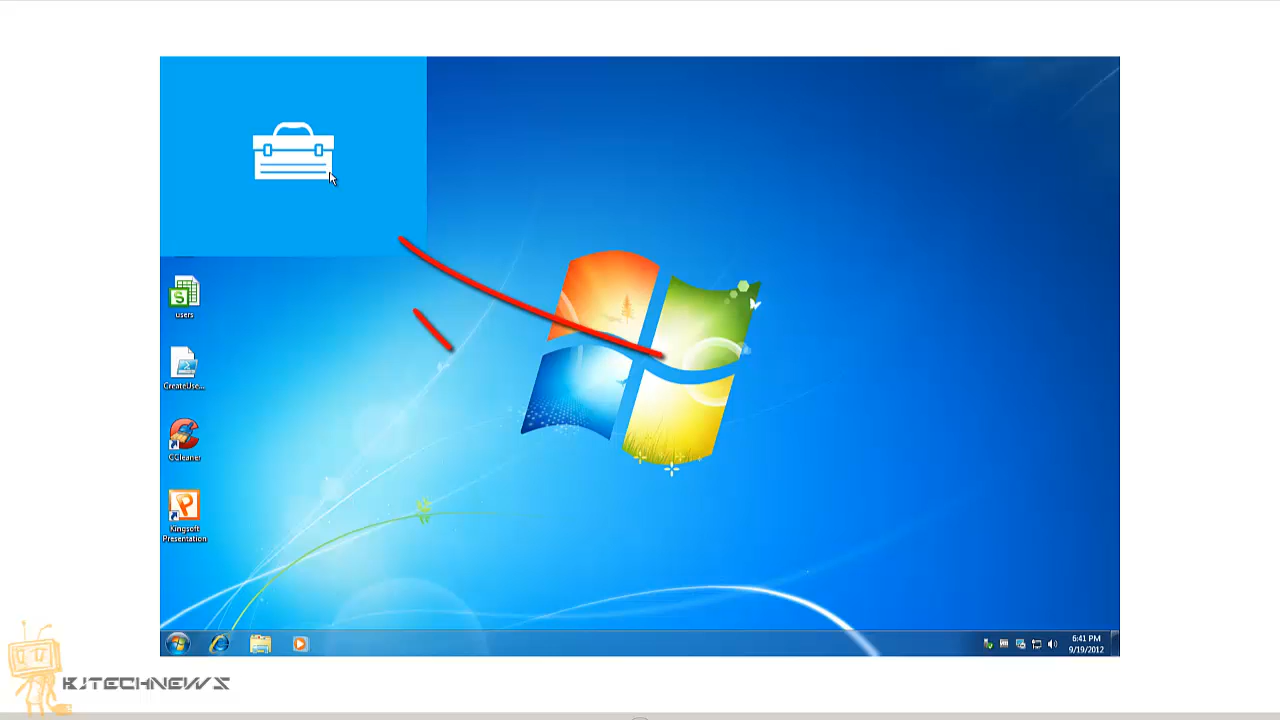 users
CreateUse...
CCleaner
Kingsoft
Presentation
6:41 PM
9/19/2012
KJTECHNEWS